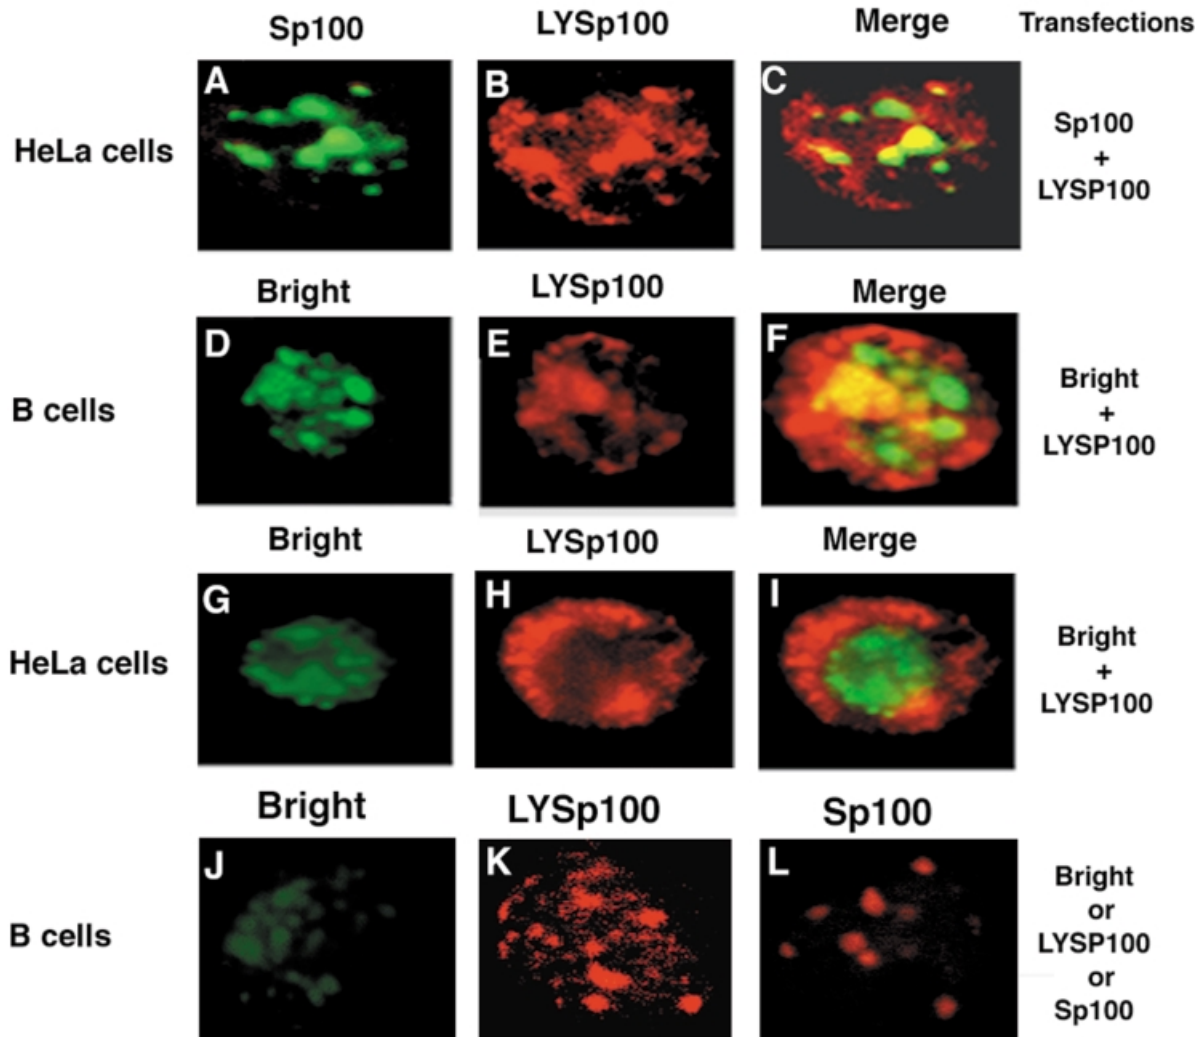 Sp100 LYSp100 Merge Transfections
HeLa cells A B C Sp100
+
LYSP100
Bright LYSp100 Merge
B cells D E F Bright
+
LYSP100
Bright LYSp100 Merge
HeLa cells G H I Bright
+
LYSP100
Bright LYSp100 Sp100
B cells J K L Bright
or
LYSP100
or
Sp100